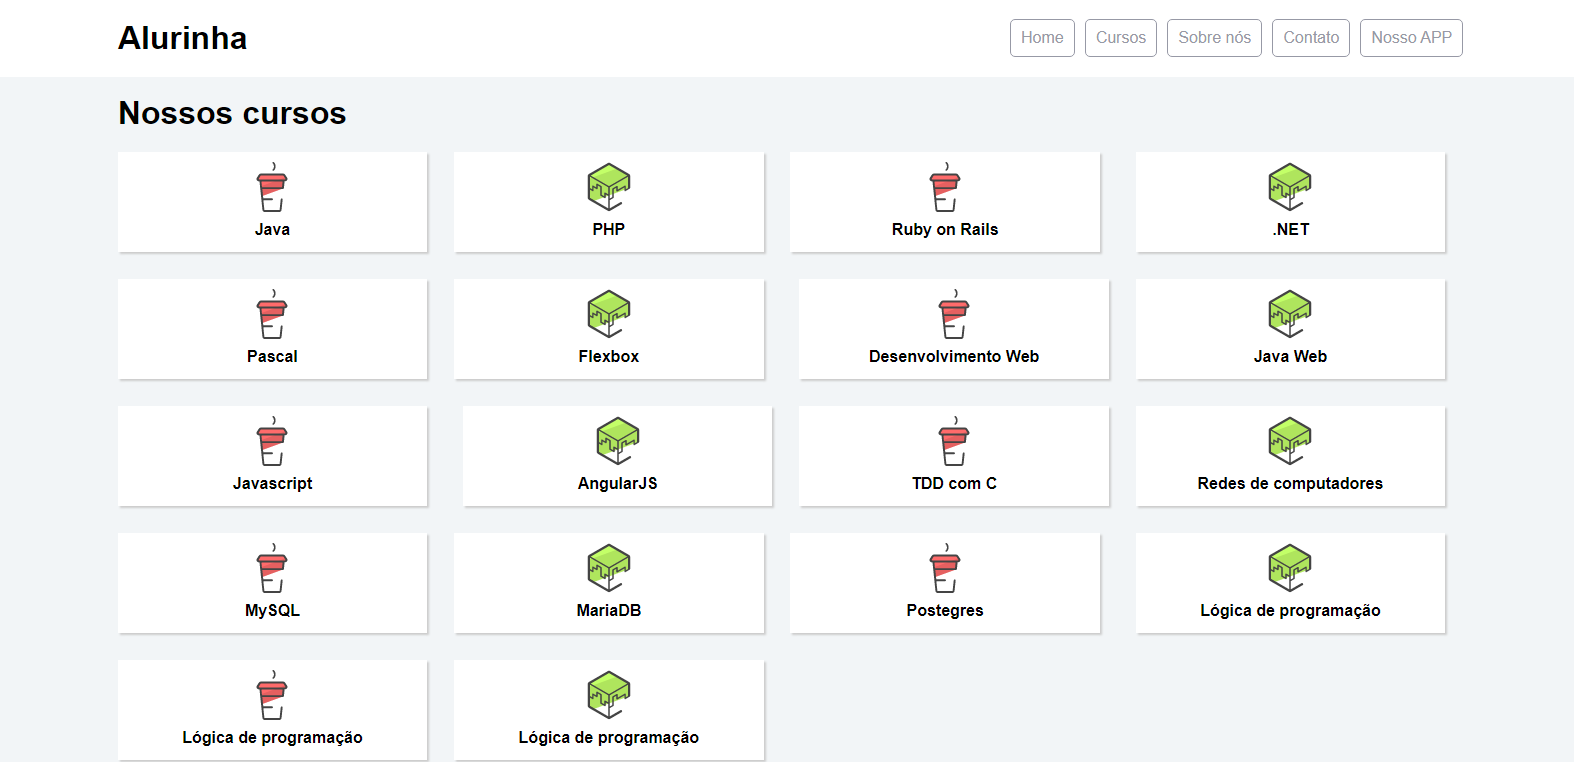 Alurinha
Home Cursos Sobre nós Contato Nosso APP
Nossos cursos
Java PHP Ruby on Rails .NET
Pascal Flexbox Desenvolvimento Web Java Web
Javascript AngularJS TDD com C Redes de computadores
MySQL MariaDB Postegres Lógica de programação
Lógica de programação Lógica de programação